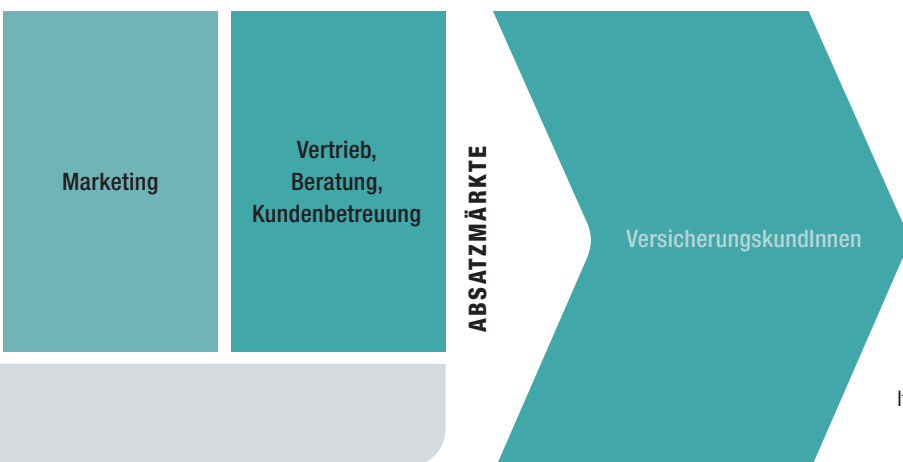 Marketing
Vertrieb,
Beratung,
Kundenbetreuung
ABSATZMÄRKTE
VersicherungskundInnen